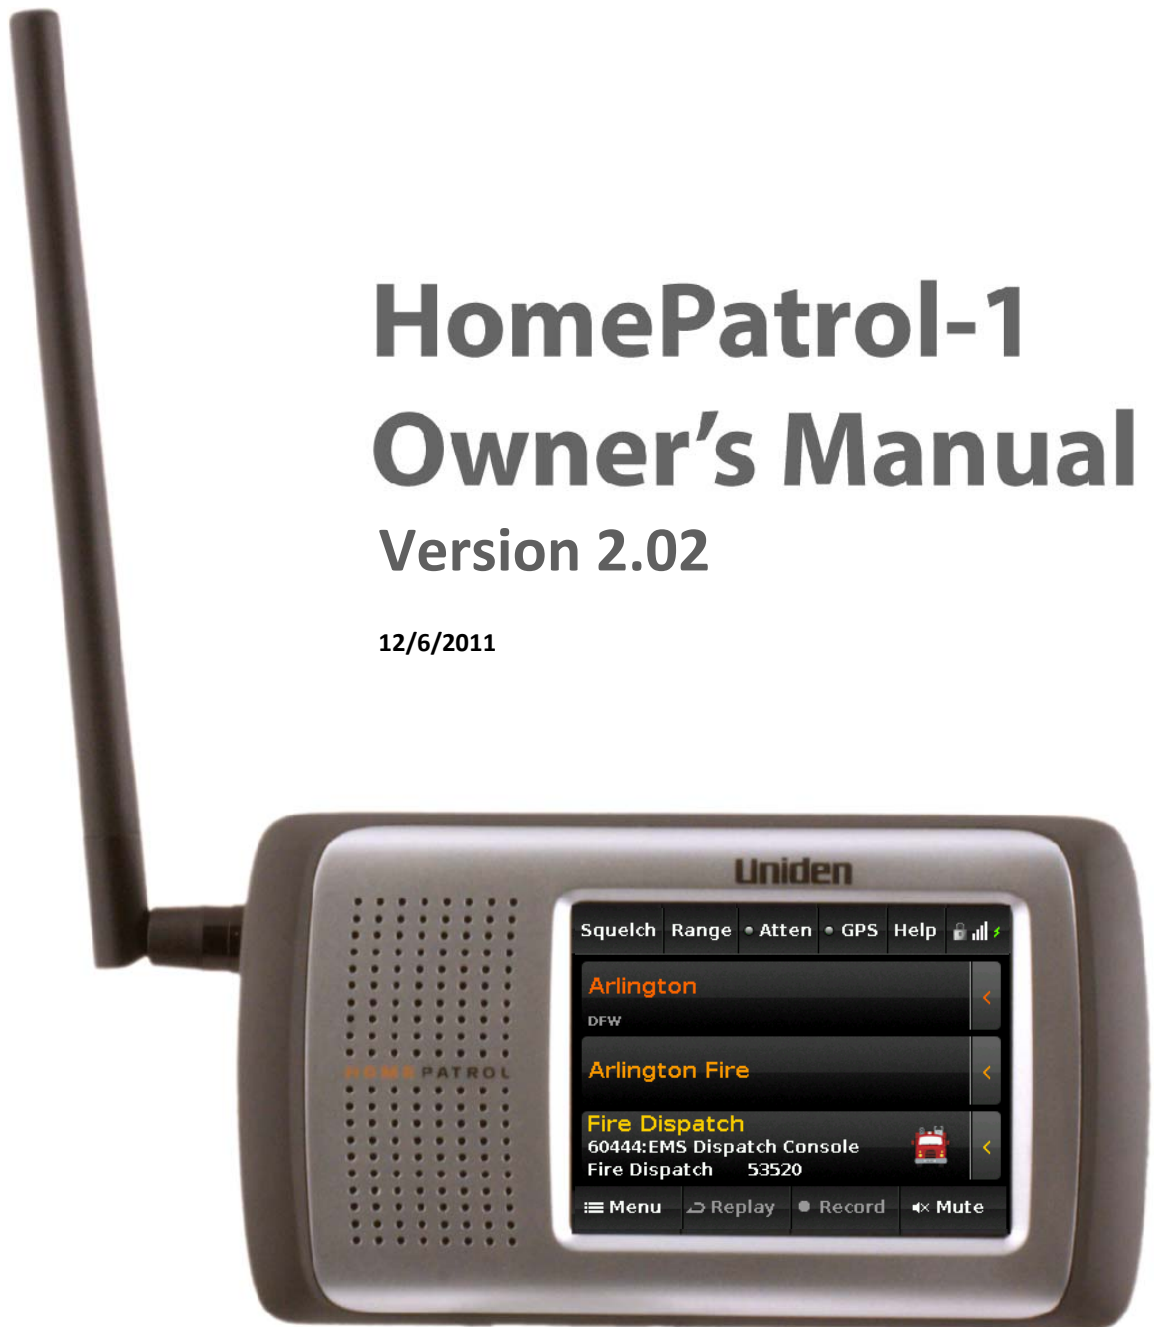 HomePatrol-1
Owner's Manual
Version 2.02
12/6/2011
Uniden
Squelch Range Atten GPS Help
Arlington
DFW
Arlington Fire
HOMEPATROL
Fire Dispatch
60444:EMS Dispatch Console
Fire Dispatch 53520
Menu Replay Record Mute